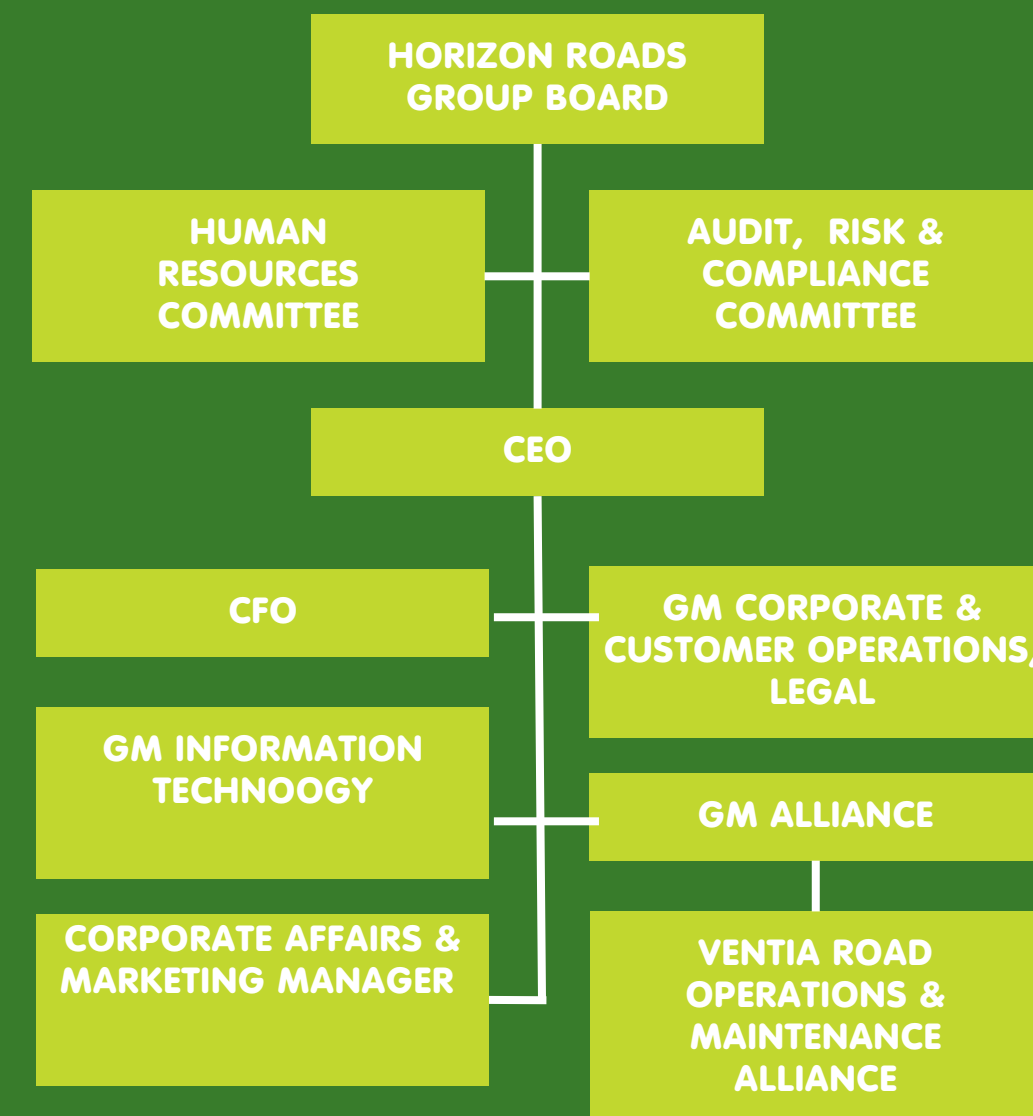 HORIZON ROADS
GROUP BOARD
HUMAN
RESOURCES
COMMITTEE
AUDIT, RISK &
COMPLIANCE
COMMITTEE
CEO
CFO
GM CORPORATE &
CUSTOMER OPERATIONS,
LEGAL
GM INFORMATION
TECHNOOGY
GM ALLIANCE
CORPORATE AFFAIRS &
MARKETING MANAGER
VENTIA ROAD
OPERATIONS &
MAINTENANCE
ALLIANCE